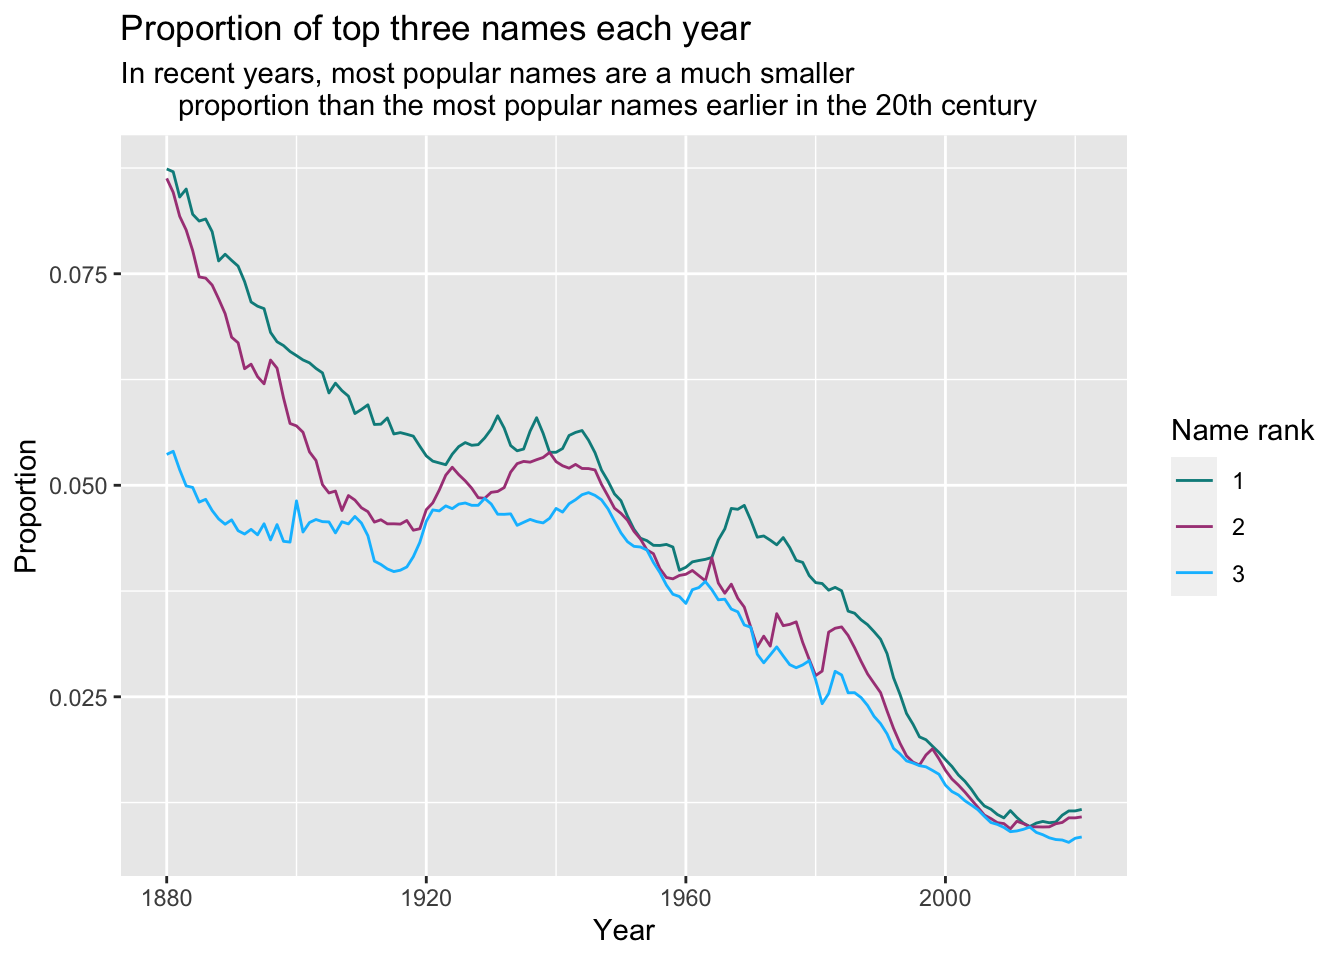 Proportion of top three names each year
In recent years, most popular names are a much smaller
proportion than the most popular names earlier in the 20th century
Proportion
0.075
0.050
0.025
1880
1920
1960
2000
Year
Name rank
1
2
3